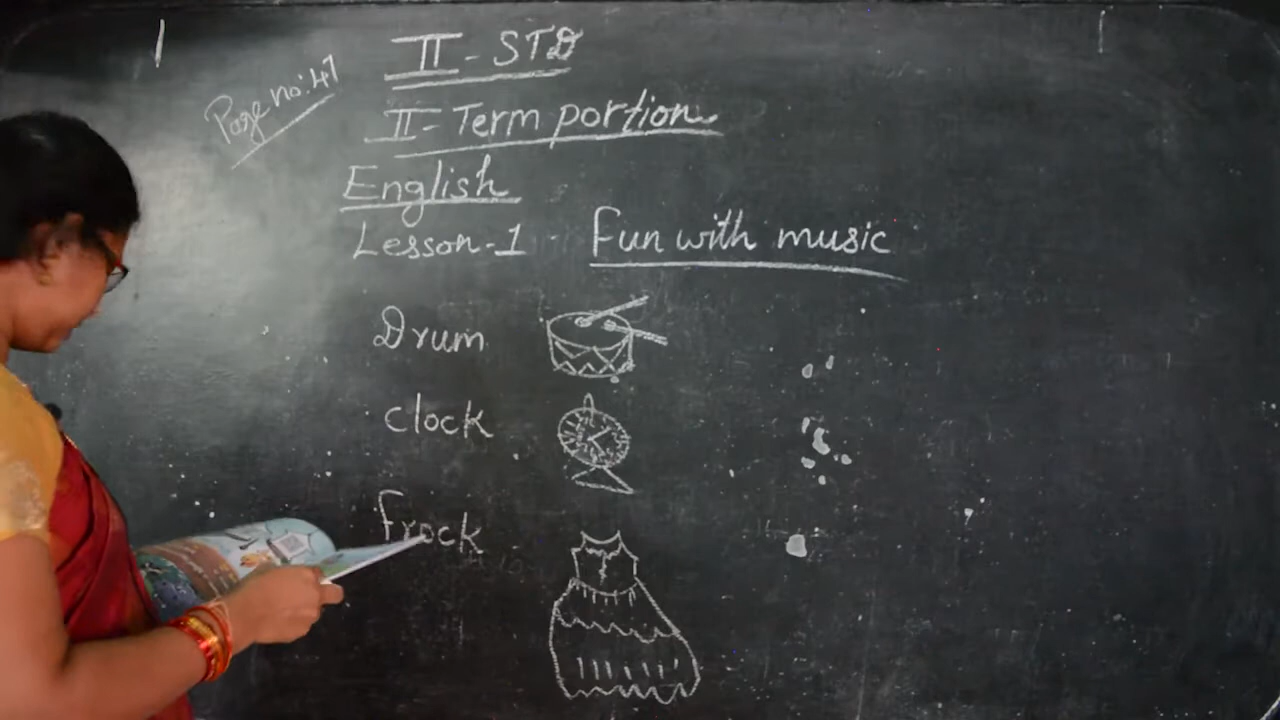 Page no: 47
II - STD
II - Term portion
English
Lesson-1 - Fun with music
Drum
clock
Frock